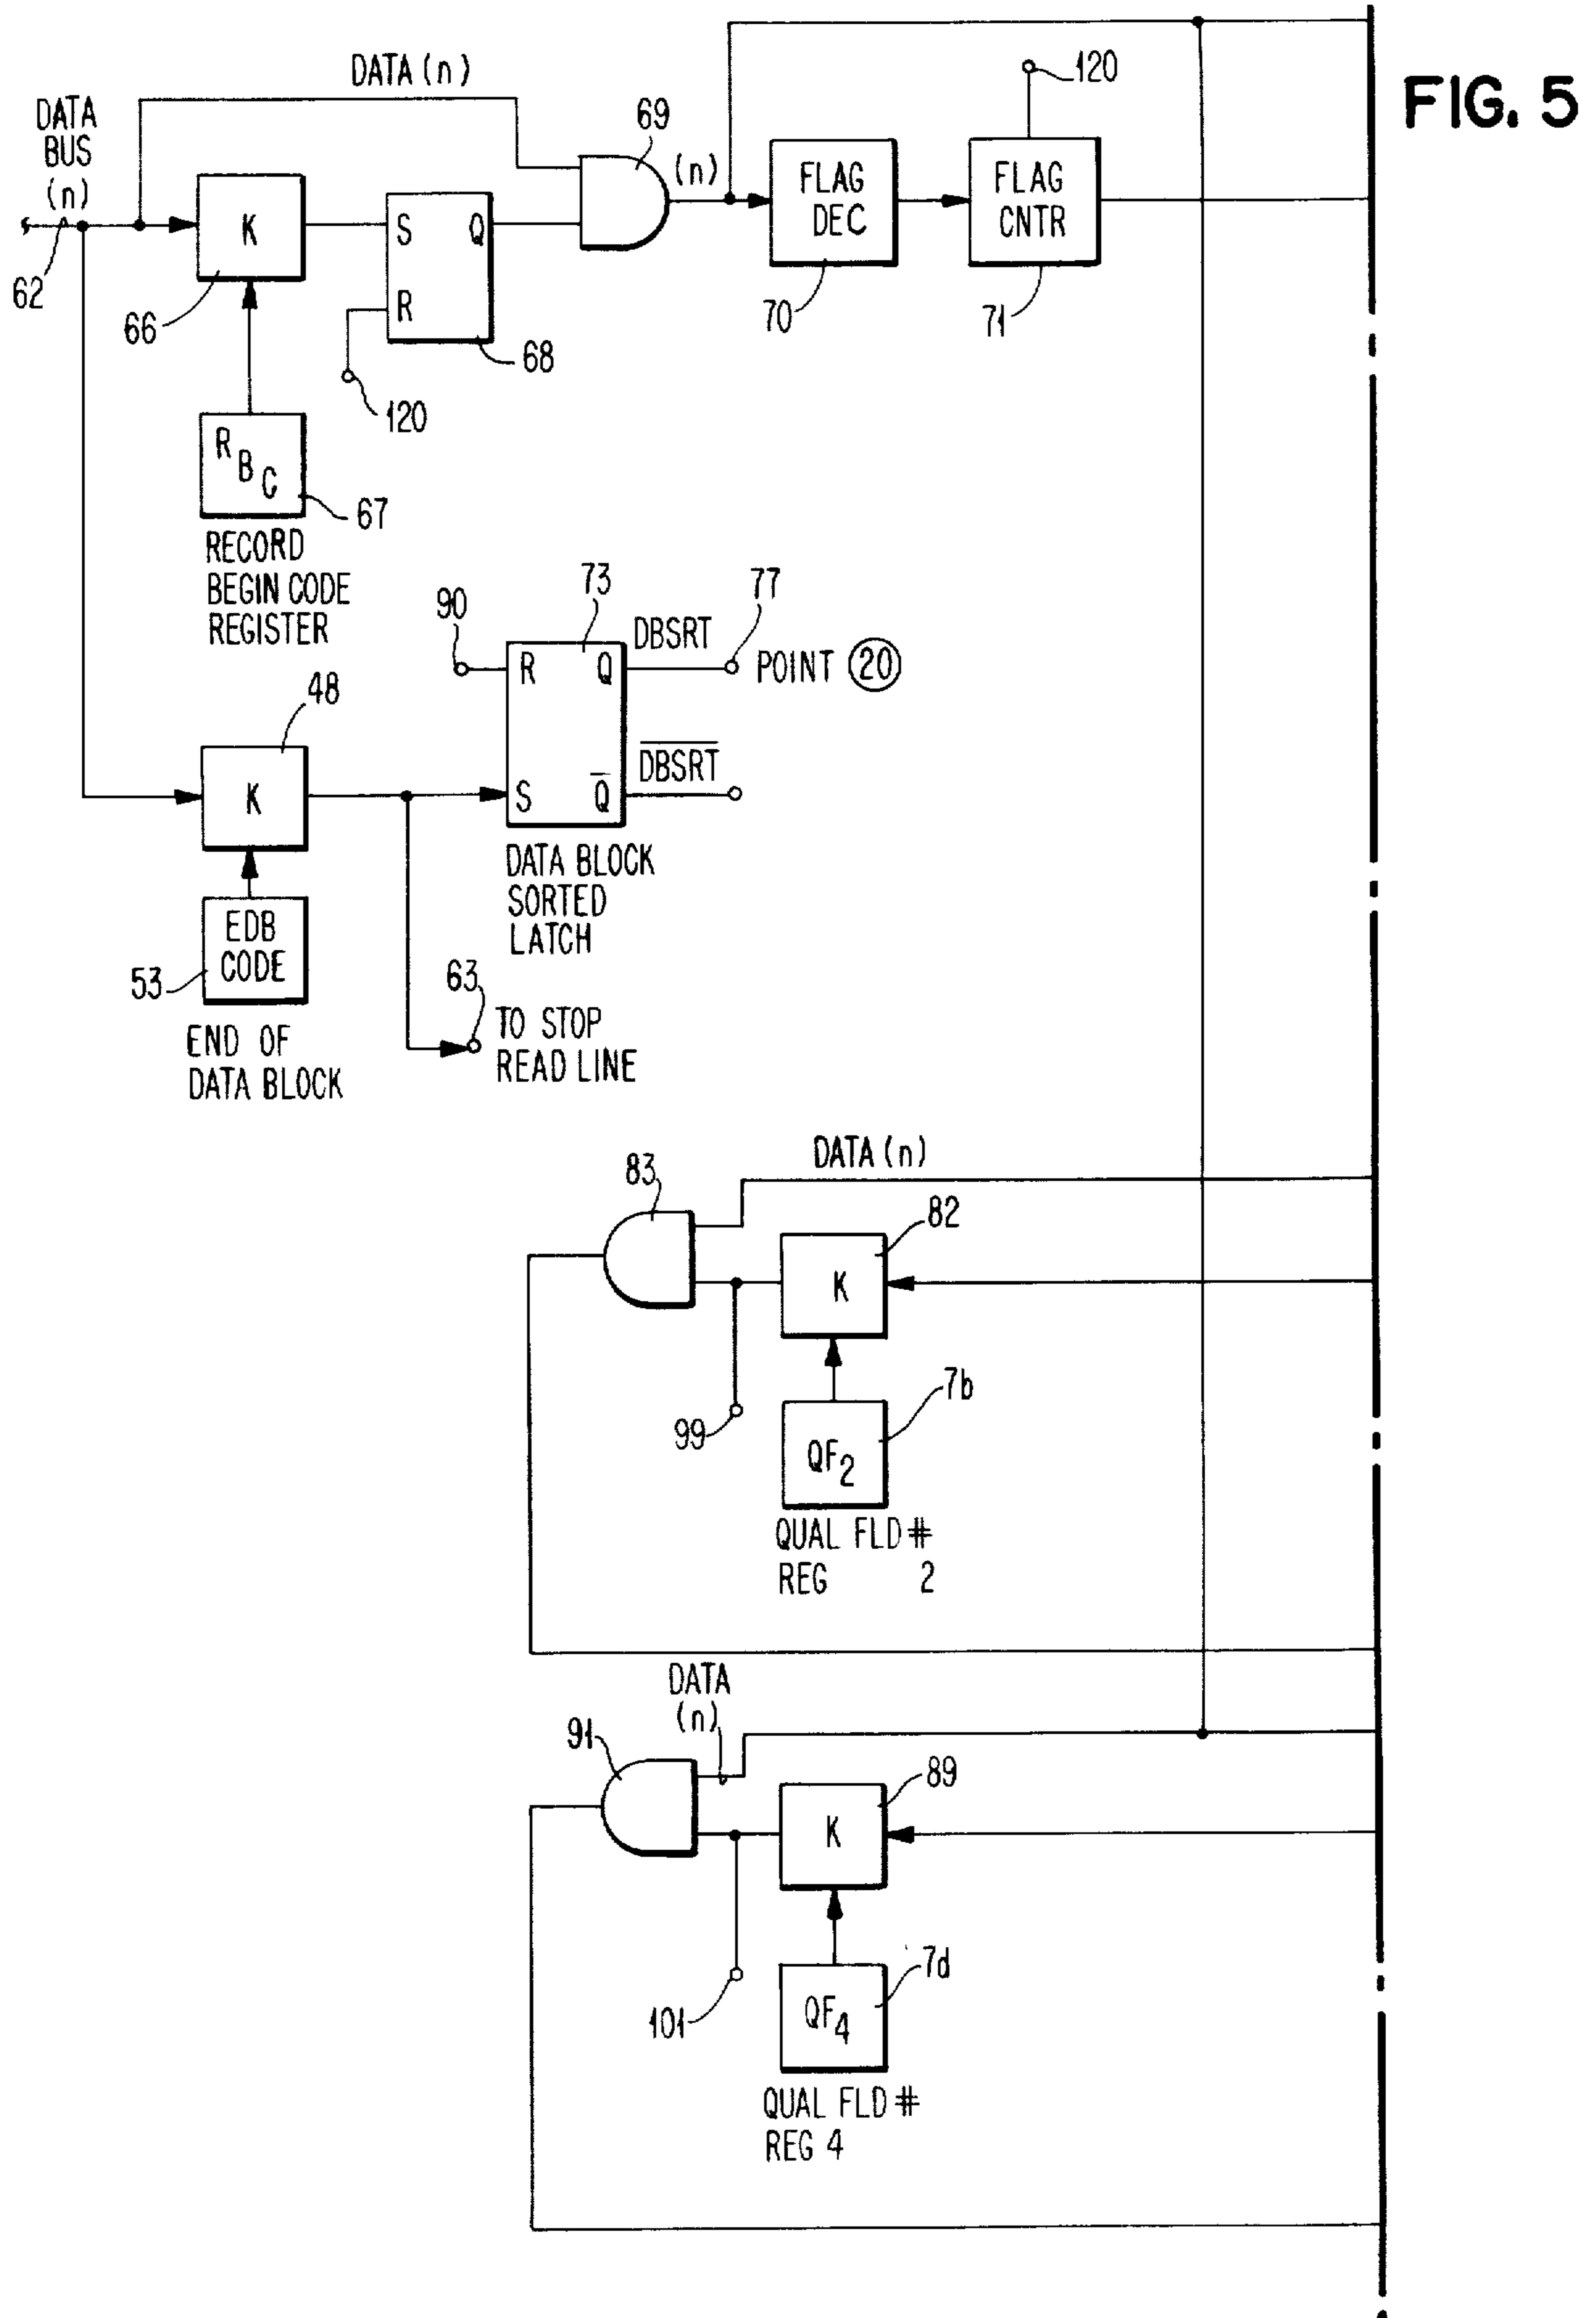 FIG. 5
DATA (n)
DATA
BUS
(n)
62
K
66
S
Q
R
68
120
69
(n)
FLAG
DEC
70
120
FLAG
CNTR
71
RBC
67
RECORD
BEGIN CODE
REGISTER
90
73
DBSRT
77
R
Q
POINT 20
DBSRT
S
Q
DATA BLOCK
SORTED
LATCH
48
K
EDB
CODE
53
END OF
DATA BLOCK
63
TO STOP
READ LINE
DATA (n)
83
82
K
99
7b
QF2
QUAL FLD #
REG 2
DATA
(n)
91
89
K
101
7d
QF4
QUAL FLD #
REG 4